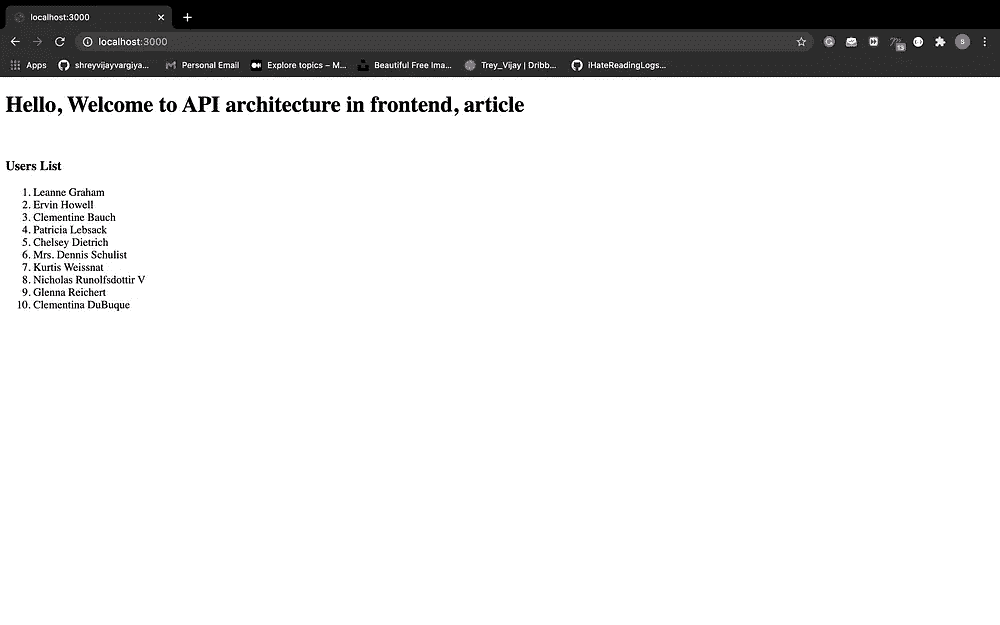 localhost:3000
localhost:3000
Apps shreyvijayvargiya... Personal Email Explore topics – M... Beautiful Free Ima... Trey_Vijay | Dribb... iHateReadingLogs...
13
S
Hello, Welcome to API architecture in frontend, article
Users List
1. Leanne Graham
2. Ervin Howell
3. Clementine Bauch
4. Patricia Lebsack
5. Chelsey Dietrich
6. Mrs. Dennis Schulist
7. Kurtis Weissnat
8. Nicholas Runolfsdottir V
9. Glenna Reichert
10. Clementina DuBuque